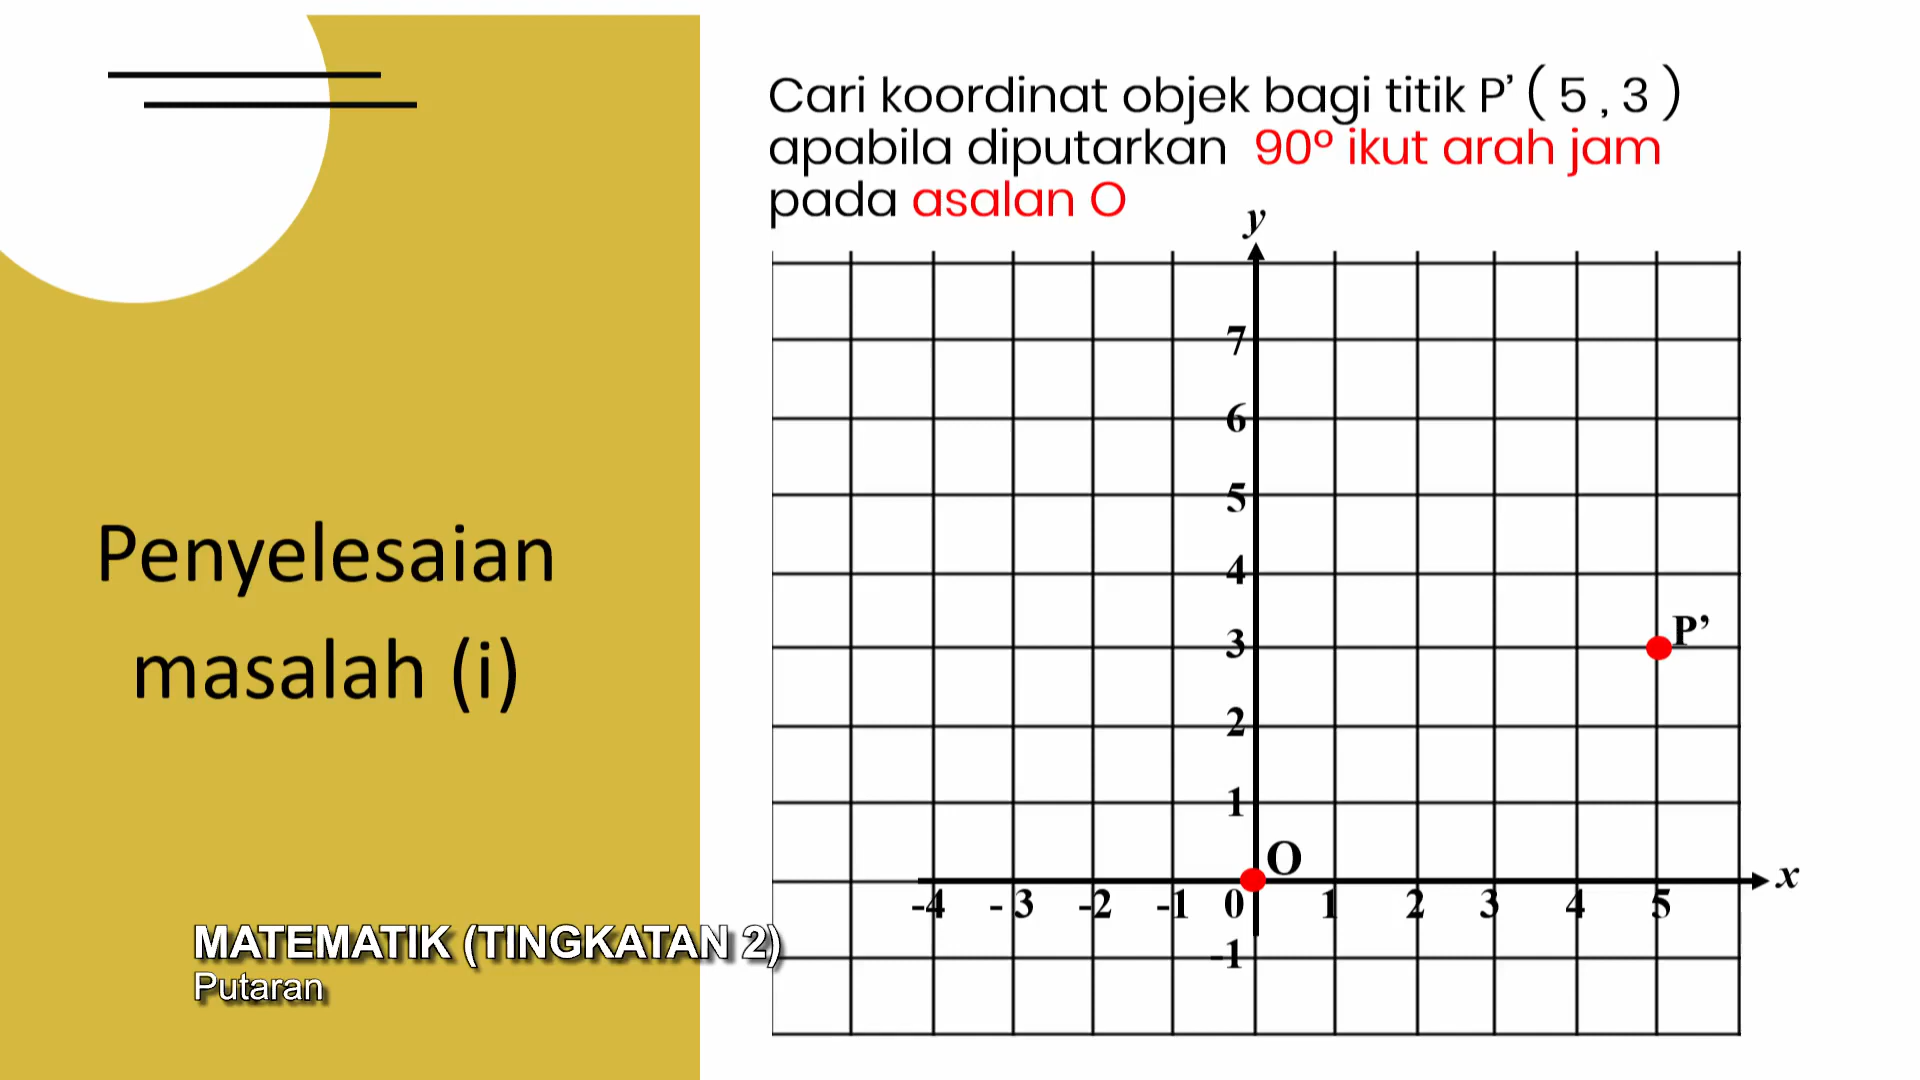 Cari koordinat objek bagi titik P’ ( 5 , 3 )
apabila diputarkan 90º ikut arah jam
pada asalan O
y
7
6
5
4
3
2
1
P’
O
x
-4 - 3 -2 -1 0 1 2 3 4 5
-1
Penyelesaian
masalah (i)
MATEMATIK (TINGKATAN 2)
Putaran